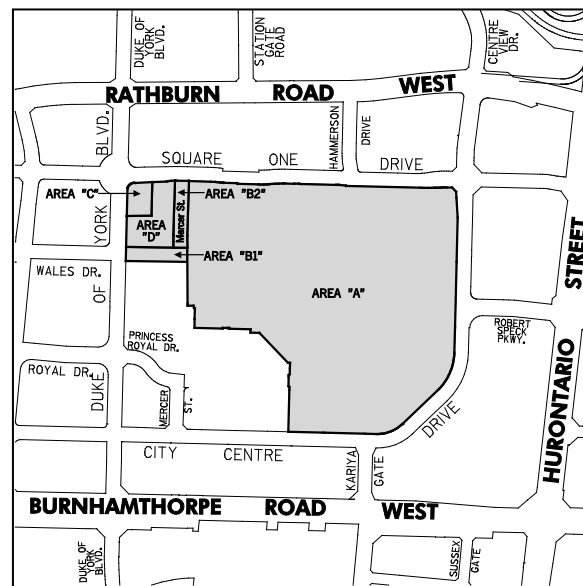 DUKE OF
YORK
BLVD.
STATION
GATE
ROAD
CENTRE
VIEW
DR.
RATHBURN ROAD WEST
BLVD.
HAMMERSON
DRIVE
SQUARE ONE DRIVE
AREA "C"
AREA "B2"
YORK
AREA
"D"
Mercer St.
AREA "B1"
WALES DR.
OF
AREA "A"
STREET
PRINCESS
ROYAL DR.
ROBERT
SPECK
PKWY.
ROYAL DR.
DUKE
MERCER
ST.
DRIVE
HURONTARIO
CITY CENTRE
KARIYA
GATE
BURNHAMTHORPE ROAD WEST
DUKE OF
YORK
BLVD.
SUSSEX
GATE